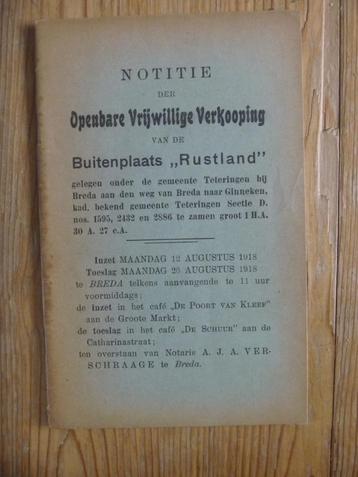 NOTITIE
DER
Openbare Vrijwillige Verkooping
VAN DE
Buitenplaats „Rustland”
gelegen onder de gemeente Teteringen bij
Breda aan den weg van Breda naar Ginneken,
kad. bekend gemeente Teteringen Sectie D.
nos. 1595, 2432 en 2886 te zamen groot 1 H.A.
30 A. 27 c.A.
Inzet MAANDAG 12 AUGUSTUS 1918
Toeslag MAANDAG 26 AUGUSTUS 1918
te BREDA telkens aanvangende te 11 uur
voormiddags;
de inzet in het café „DE POORT VAN KLEEF”
aan de Groote Markt;
de toeslag in het café „DE SCHUUR” aan de
Catharinastraat;
ten overstaan van Notaris A. J. A. VER-
SCHRAAGE te Breda.